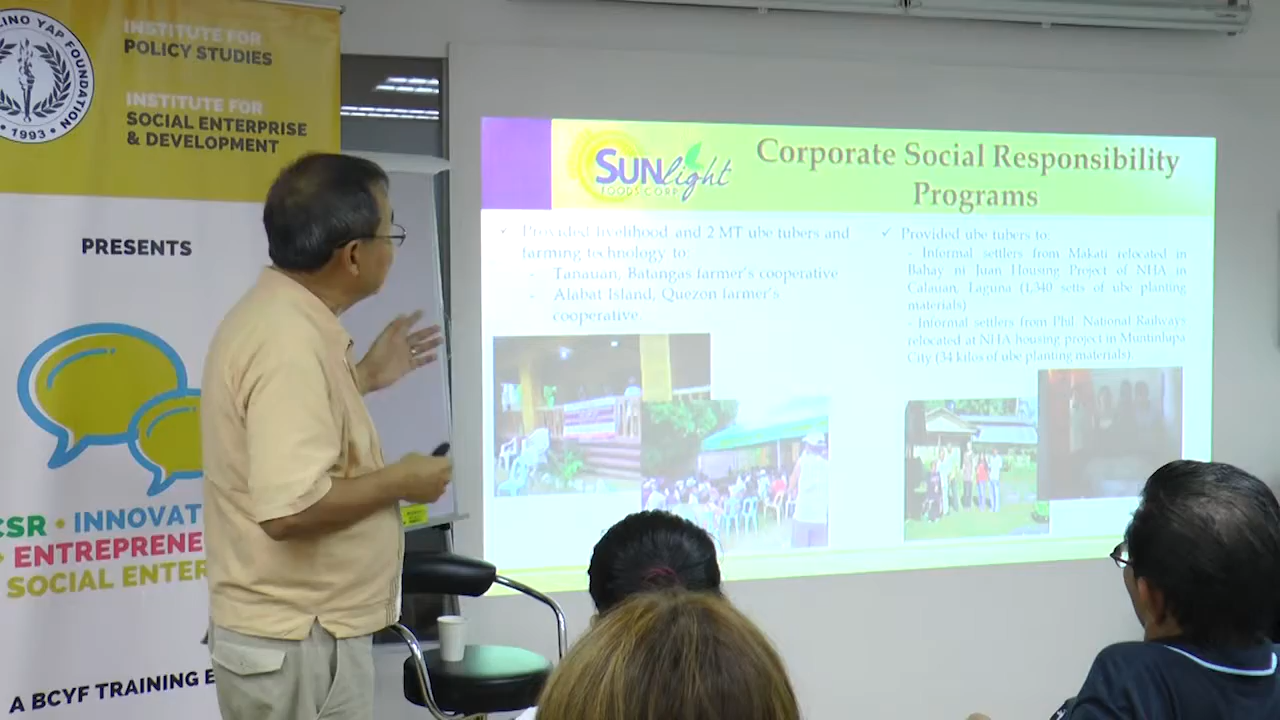 LINO YAP FOUNDATION
• 1993 •
INSTITUTE FOR
POLICY STUDIES
INSTITUTE FOR
SOCIAL ENTERPRISE
& DEVELOPMENT
PRESENTS
CSR • INNOVAT
ENTREPRENE
SOCIAL ENTER
A BCYF TRAINING E
SUNlight
FOODS CORP
Corporate Social Responsibility
Programs
✓ Provided livelihood and 2 MT ube tubers and
farming technology to:
- Tanauan, Batangas farmer's cooperative
- Alabat Island, Quezon farmer's
cooperative.
✓ Provided ube tubers to:
- Informal settlers from Makati relocated in
Bahay ni Juan Housing Project of NHA in
Calauan, Laguna (1,340 setts of ube planting
materials)
- Informal settlers from Phil. National Railways
relocated at NHA housing project in Muntinlupa
City (34 kilos of ube planting materials).